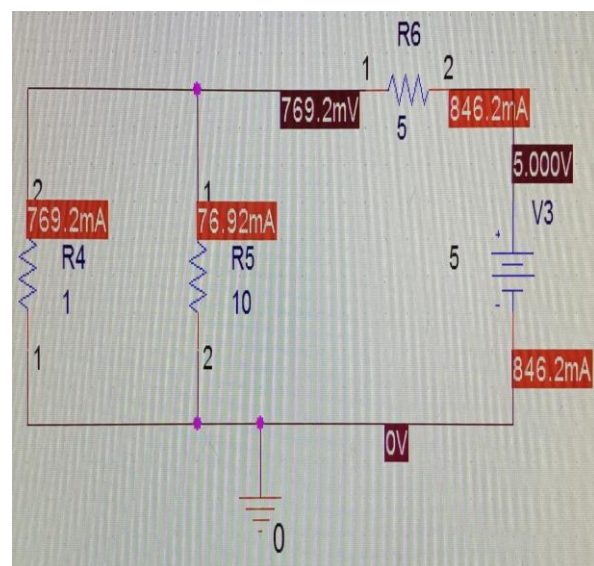 R6
1 2
769.2mV
846.2mA
5
5.000V
2
1
769.2mA
76.92mA
V3
R4
R5
+
5
1
10
-
1
2
846.2mA
0V
0